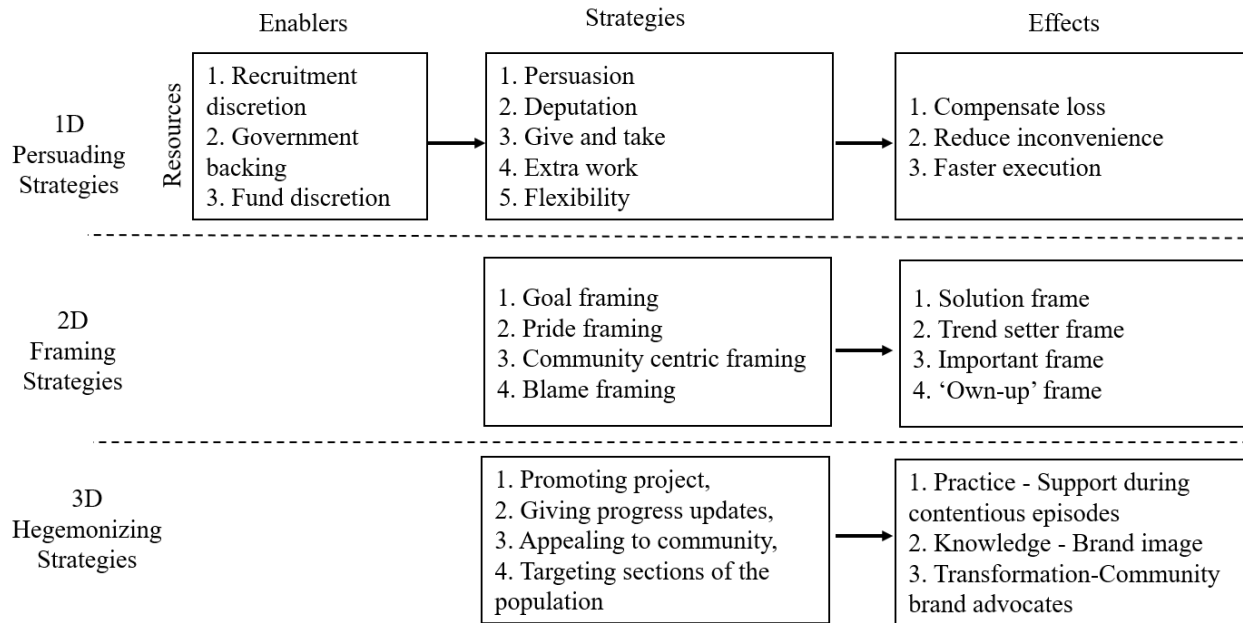 Enablers
Strategies
Effects
1D
Persuading
Strategies
Resources
1. Recruitment
discretion
2. Government
backing
3. Fund discretion
1. Persuasion
2. Deputation
3. Give and take
4. Extra work
5. Flexibility
1. Compensate loss
2. Reduce inconvenience
3. Faster execution
2D
Framing
Strategies
1. Goal framing
2. Pride framing
3. Community centric framing
4. Blame framing
1. Solution frame
2. Trend setter frame
3. Important frame
4. ‘Own-up’ frame
3D
Hegemonizing
Strategies
1. Promoting project,
2. Giving progress updates,
3. Appealing to community,
4. Targeting sections of the
population
1. Practice - Support during
contentious episodes
2. Knowledge - Brand image
3. Transformation-Community
brand advocates